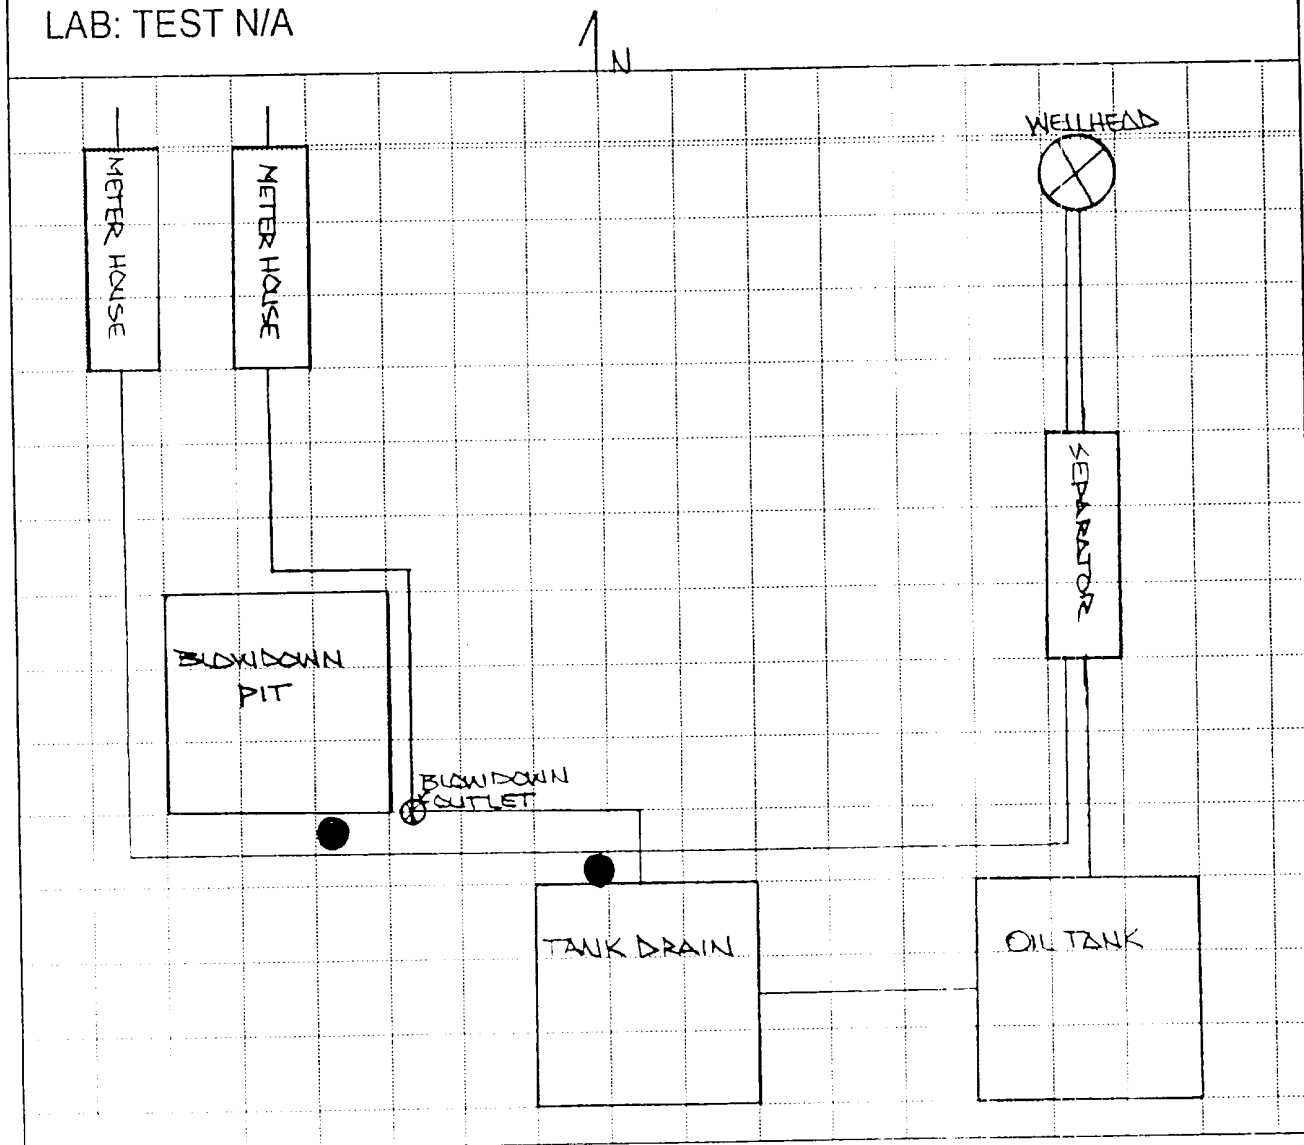 LAB: TEST N/A
N
WELLHEAD
METER HOUSE
METER HOUSE
SEPARATOR
BLOWDOWN
PIT
BLOWDOWN
OUTLET
TANK DRAIN
OIL TANK